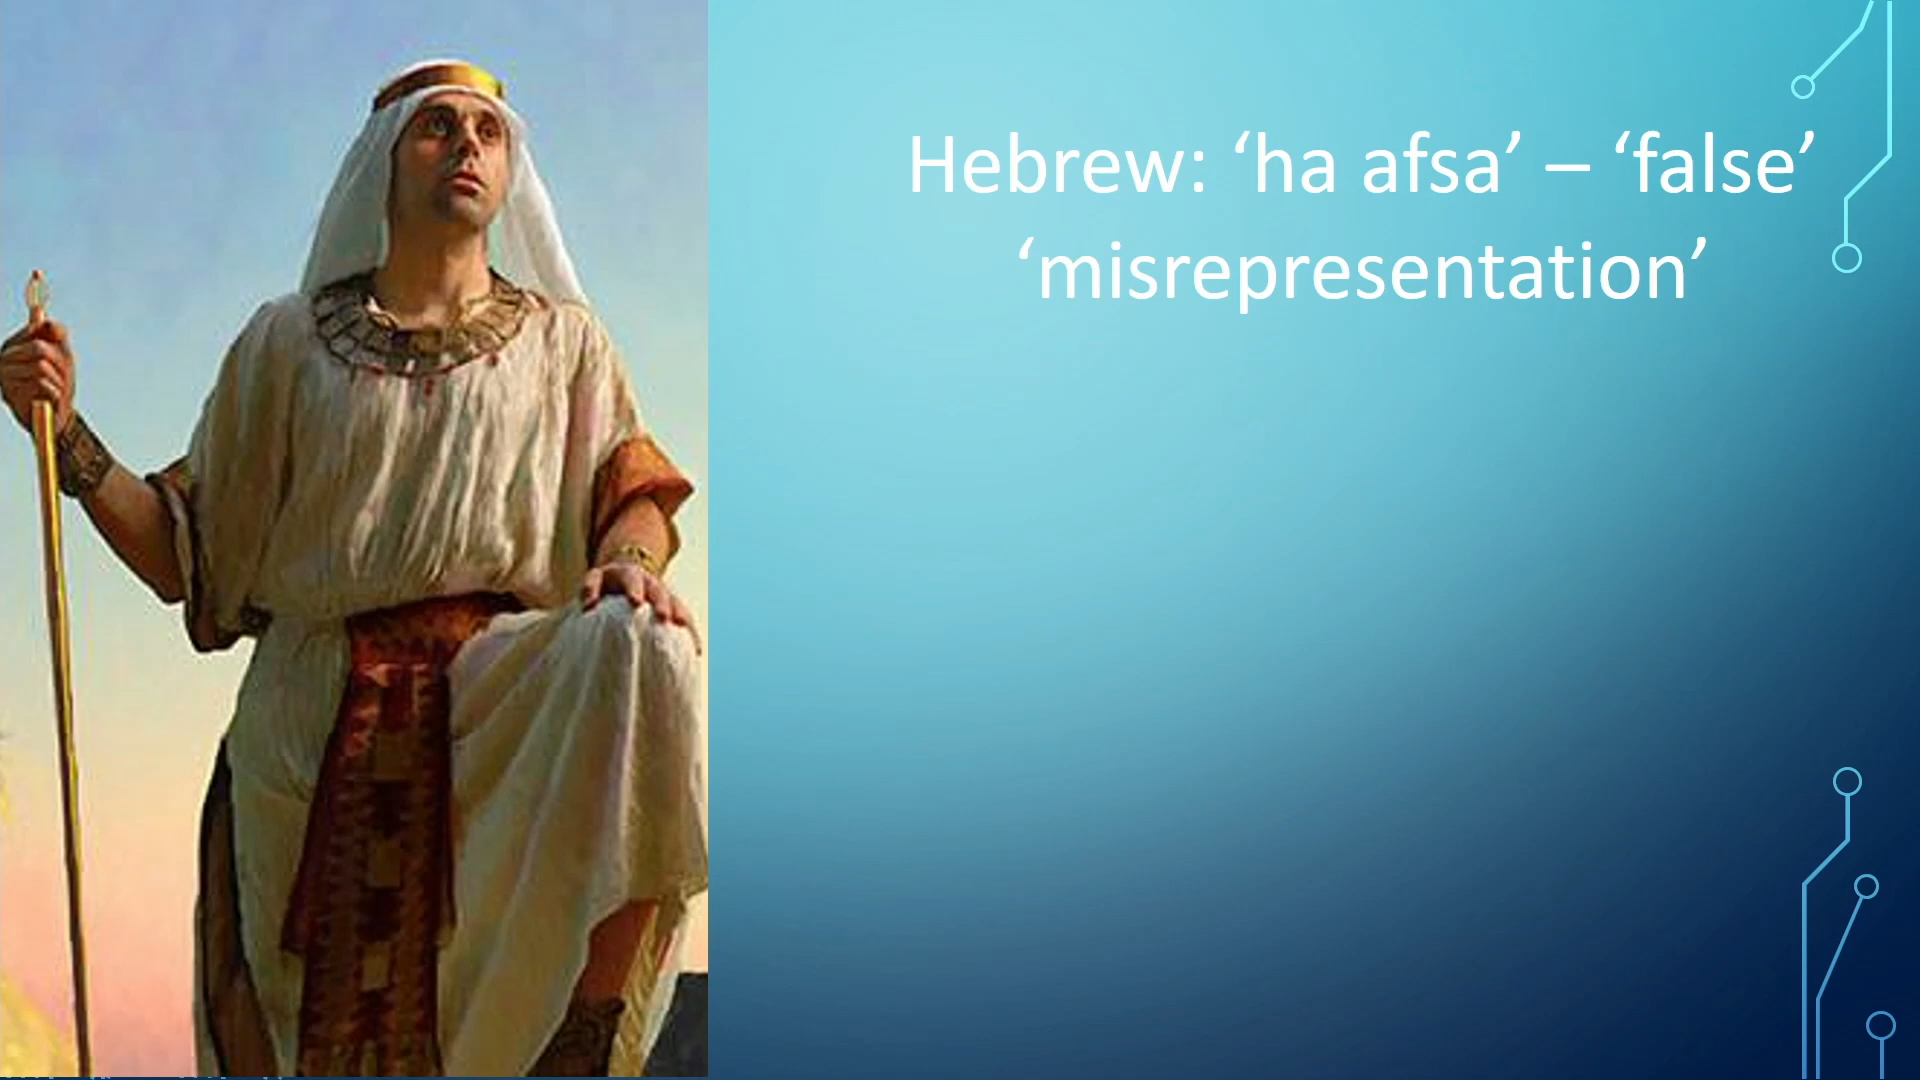 Hebrew: ‘ha afsa’ – ‘false’
‘misrepresentation’